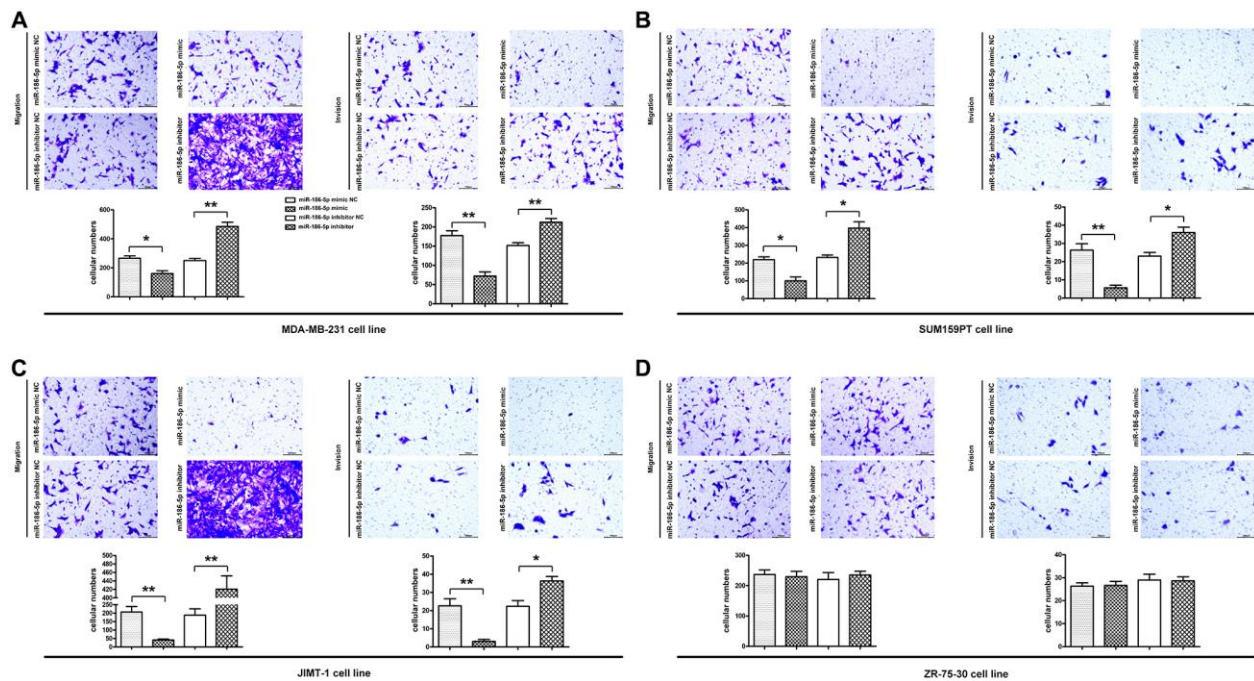 A
B
Migration
miR-186-5p mimic NC
miR-186-5p mimic
miR-186-5p inhibitor NC
miR-186-5p inhibitor
Invision
miR-186-5p mimic NC
miR-186-5p mimic
miR-186-5p inhibitor NC
miR-186-5p inhibitor
miR-186-5p mimic NC
miR-186-5p mimic
miR-186-5p inhibitor NC
miR-186-5p inhibitor
cellular numbers
600
400
200
0
*
**
cellular numbers
250
200
150
100
50
0
**
**
MDA-MB-231 cell line
Migration
miR-186-5p mimic NC
miR-186-5p mimic
miR-186-5p inhibitor NC
miR-186-5p inhibitor
Invision
miR-186-5p mimic NC
miR-186-5p mimic
miR-186-5p inhibitor NC
miR-186-5p inhibitor
cellular numbers
500
400
300
200
100
0
*
*
cellular numbers
50
40
30
20
10
0
**
*
SUM159PT cell line
C
D
Migration
miR-186-5p mimic NC
miR-186-5p mimic
miR-186-5p inhibitor NC
miR-186-5p inhibitor
Invision
miR-186-5p mimic NC
miR-186-5p mimic
miR-186-5p inhibitor NC
miR-186-5p inhibitor
cellular numbers
500
480
460
440
420
400
250
200
150
100
50
0
**
**
cellular numbers
50
40
30
20
10
0
**
*
JIMT-1 cell line
Migration
miR-186-5p mimic NC
miR-186-5p mimic
miR-186-5p inhibitor NC
miR-186-5p inhibitor
Invision
miR-186-5p mimic NC
miR-186-5p mimic
miR-186-5p inhibitor NC
miR-186-5p inhibitor
cellular numbers
300
200
100
0
cellular numbers
40
30
20
10
0
ZR-75-30 cell line